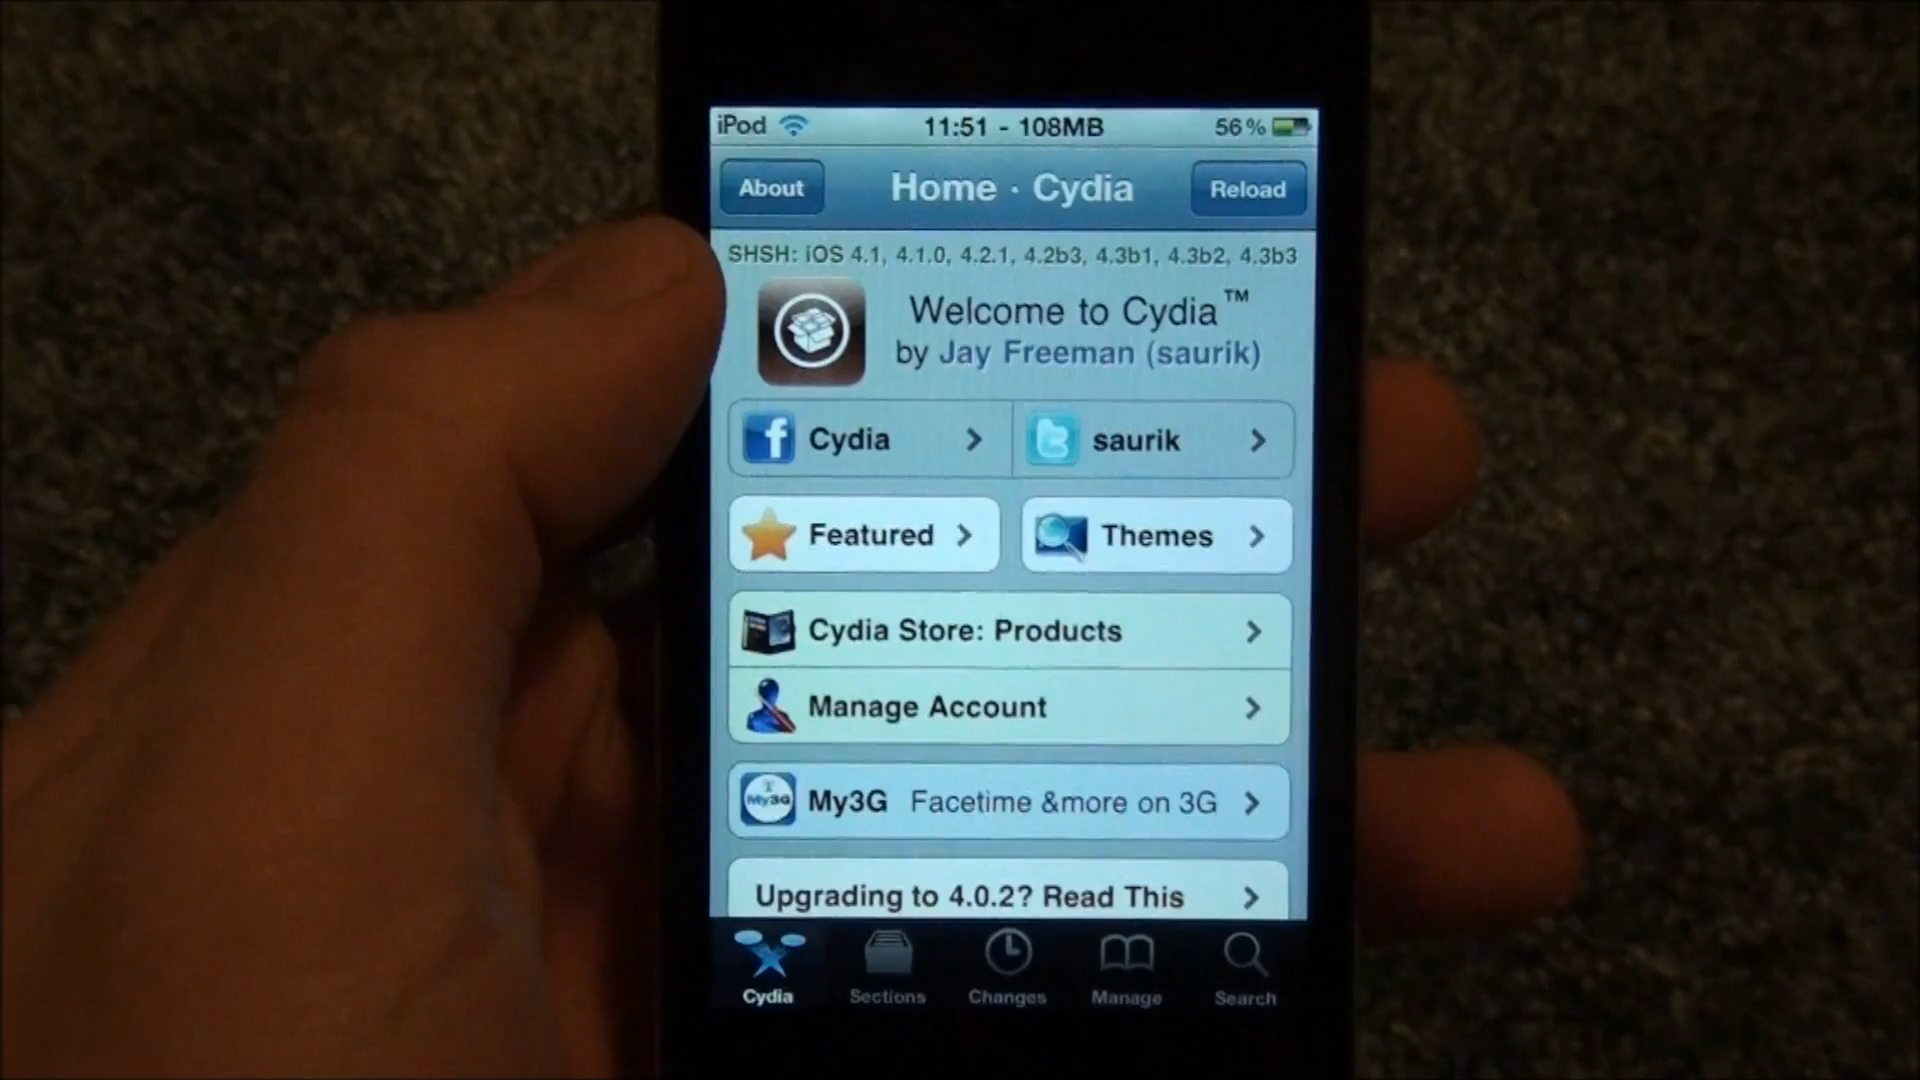 iPod 11:51 - 108MB 56%
About Home · Cydia Reload
SHSH: iOS 4.1, 4.1.0, 4.2.1, 4.2b3, 4.3b1, 4.3b2, 4.3b3
Welcome to Cydia™
by Jay Freeman (saurik)
f Cydia t saurik
Featured Themes
Cydia Store: Products
Manage Account
My3G My3G Facetime &more on 3G
Upgrading to 4.0.2? Read This
Cydia Sections Changes Manage Search